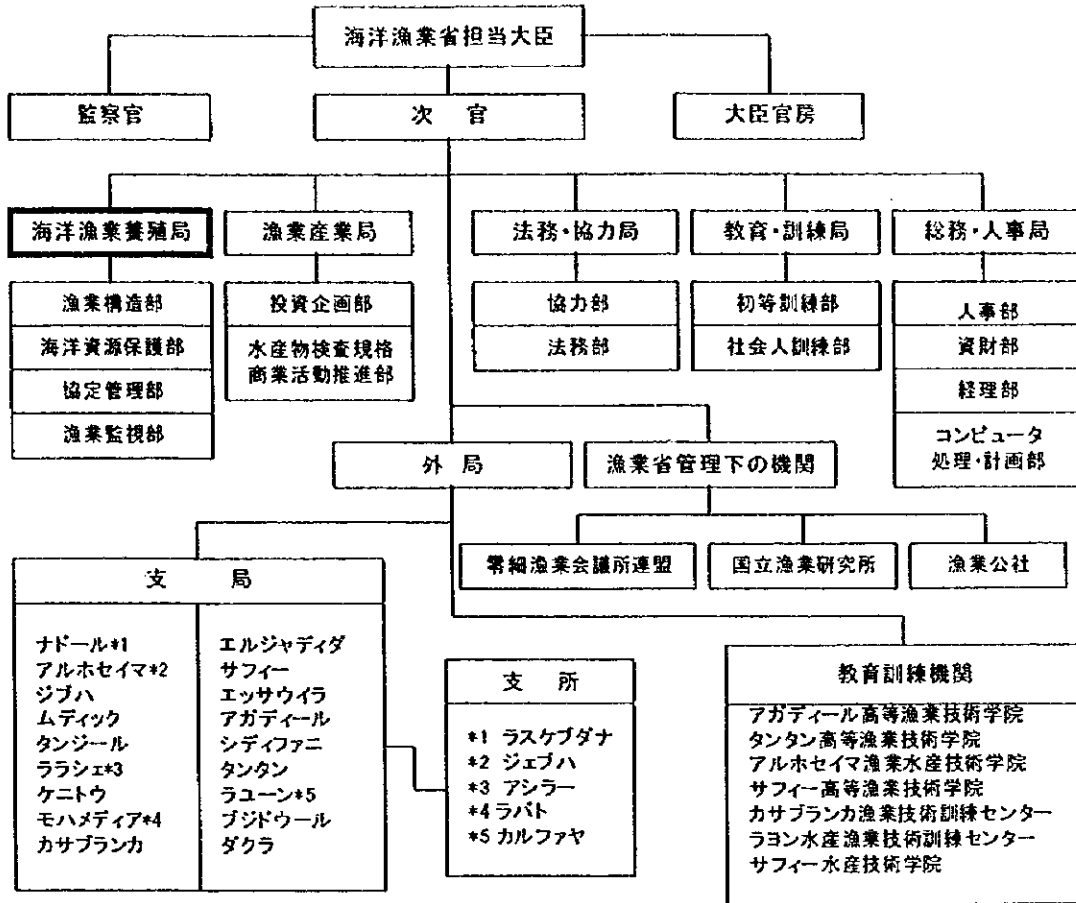 海洋漁業省担当大臣
監察官
次 官
大臣官房
海洋漁業養殖局
漁業産業局
法務・協力局
教育・訓練局
総務・人事局
漁業構造部
海洋資源保護部
協定管理部
漁業監視部
投資企画部
水産物検査規格
商業活動推進部
協力部
法務部
初等訓練部
社会人訓練部
人事部
資財部
経理部
コンピュータ
処理・計画部
外 局
漁業省管理下の機関
零細漁業会議所連盟
国立漁業研究所
漁業公社
支 局
ナドール*1
アルホセイマ*2
ジブハ
ムディック
タンジール
ララシェ*3
ケニトウ
モハメディア*4
カサブランカ
エルジャディダ
サフィー
エッサウイラ
アガディール
シディファニ
タンタン
ラユーン*5
ブジドウール
ダクラ
支 所
*1 ラスケブダナ
*2 ジェブハ
*3 アシラー
*4 ラバト
*5 カルファヤ
教育訓練機関
アガディール高等漁業技術学院
タンタン高等漁業技術学院
アルホセイマ漁業水産技術学院
サフィー高等漁業技術学院
カサブランカ漁業技術訓練センター
ラヨン水産漁業技術訓練センター
サフィー水産技術学院